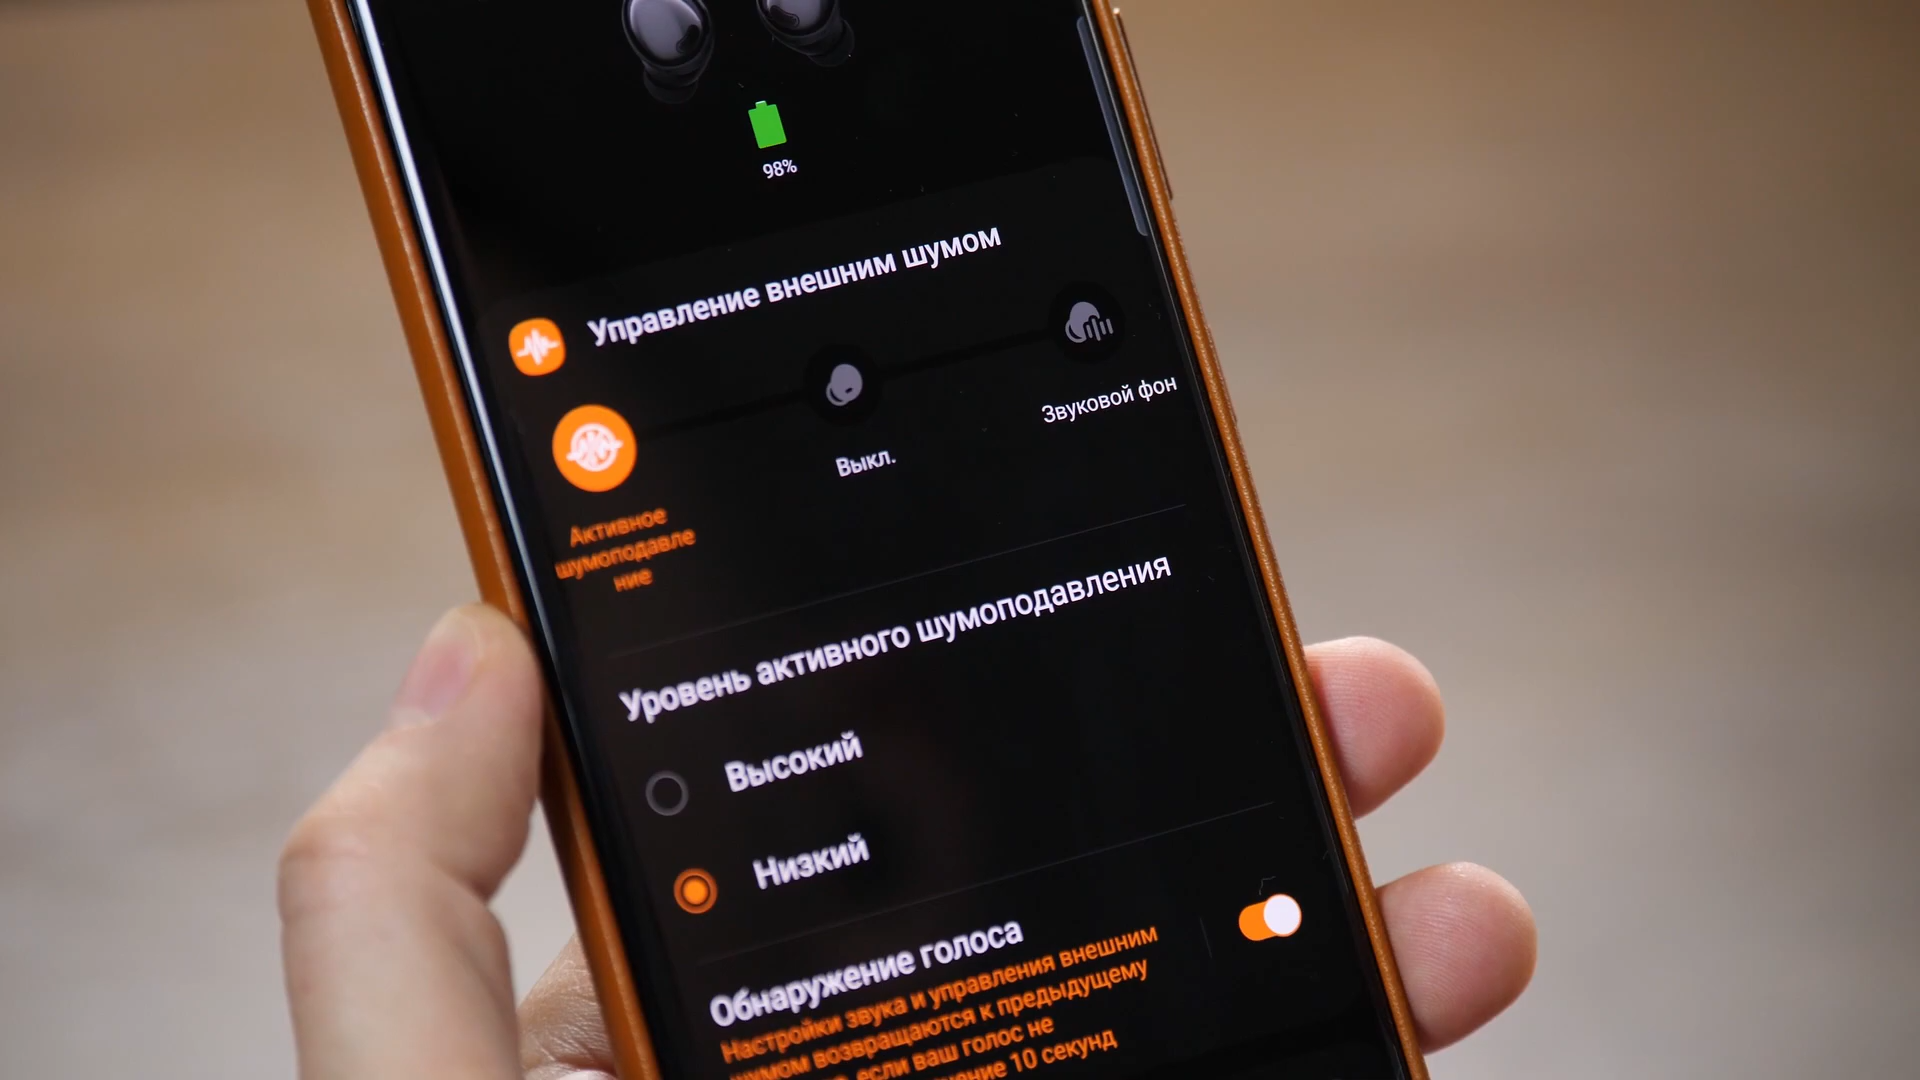 98%
Управление внешним шумом
Активное
шумоподавле
ние
Выкл.
Звуковой фон
Уровень активного шумоподавления
Высокий
Низкий
Обнаружение голоса
Настройки звука и управления внешним
шумом возвращаются к предыдущему
если ваш голос не
10 секунд